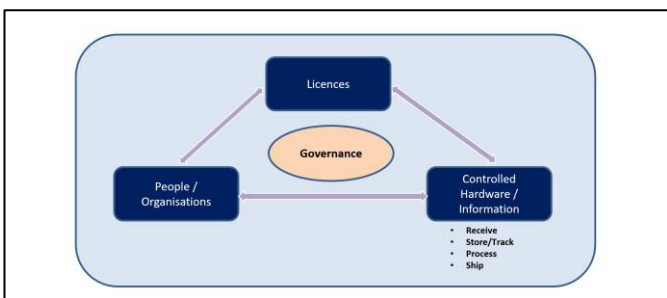 Licences
Governance
People /
Organisations
Controlled
Hardware /
Information
• Receive
• Store/Track
• Process
• Ship